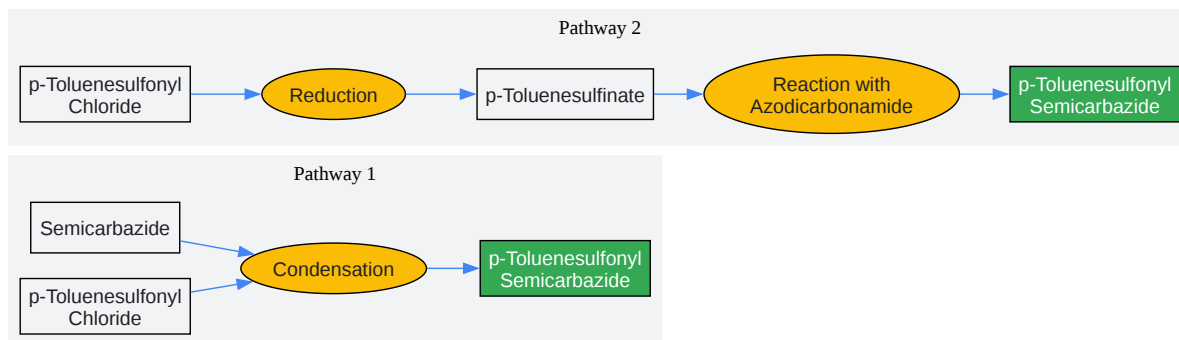 Pathway 2
p-Toluenesulfonyl
Chloride
Reduction
p-Toluenesulfinate
Reaction with
Azodicarbonamide
p-Toluenesulfonyl
Semicarbazide
Pathway 1
Semicarbazide
p-Toluenesulfonyl
Chloride
Condensation
p-Toluenesulfonyl
Semicarbazide